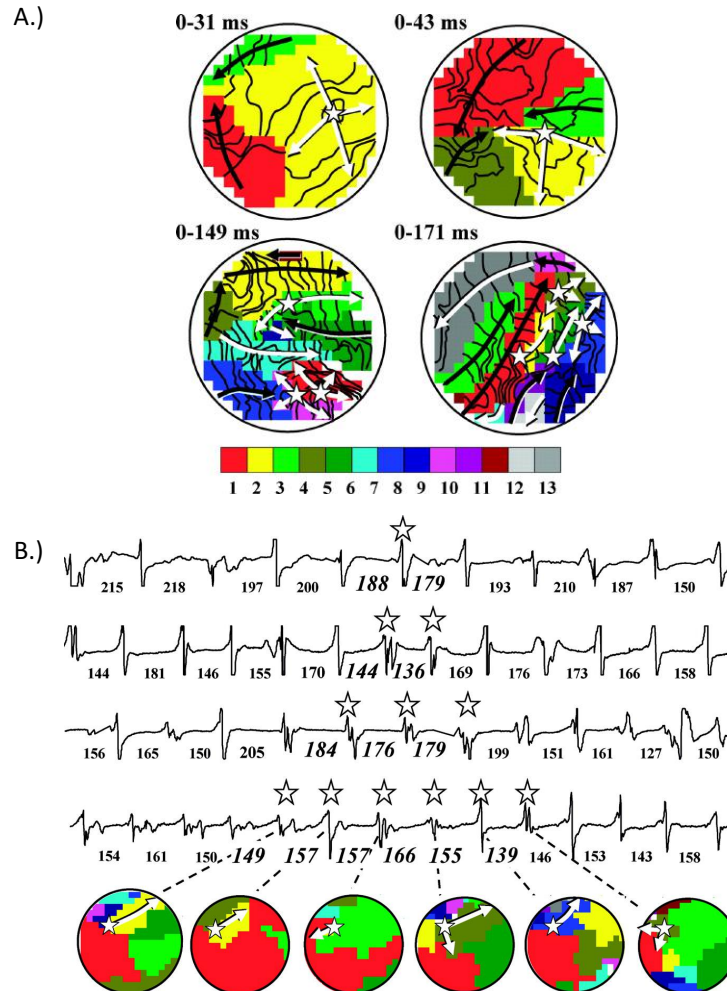 A.)
0-31 ms
0-43 ms
0-149 ms
0-171 ms
1 2 3 4 5 6 7 8 9 10 11 12 13
B.)
215 218 197 200 188 179 193 210 187 150
144 181 146 155 170 144 136 169 176 173 166 158
156 165 150 205 184 176 179 199 151 161 127 150
154 161 150 149 157 157 166 155 139 146 153 143 158